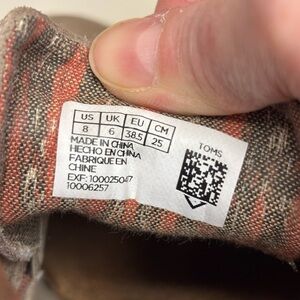 US UK EU CM
8 6 38.5 25
TOMS
MADE IN CHINA
HECHO EN CHINA
FABRIQUE EN
CHINE
EXF: 100025047
10006257